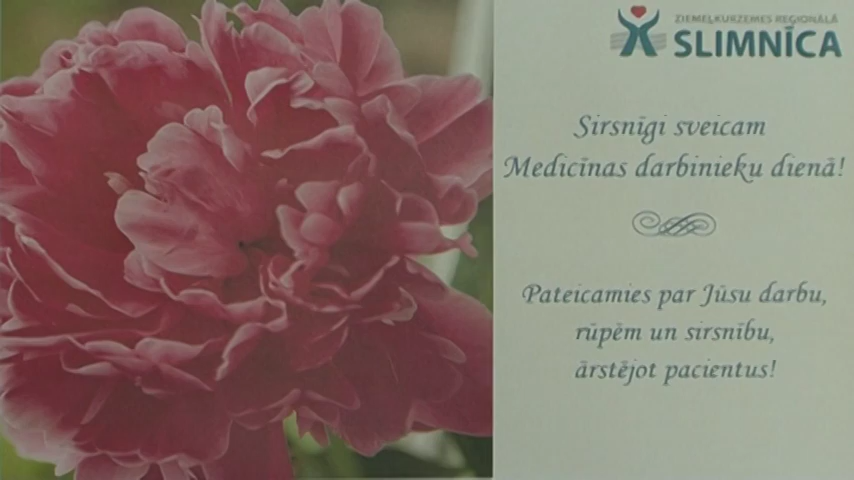 ZIEMEĻKURZEMES REĢIONĀLĀ
SLIMNĪCA
Sirsnīgi sveicam
Medicīnas darbinieku dienā!
Pateicamies par Jūsu darbu,
rūpēm un sirsnību,
ārstējot pacientus!